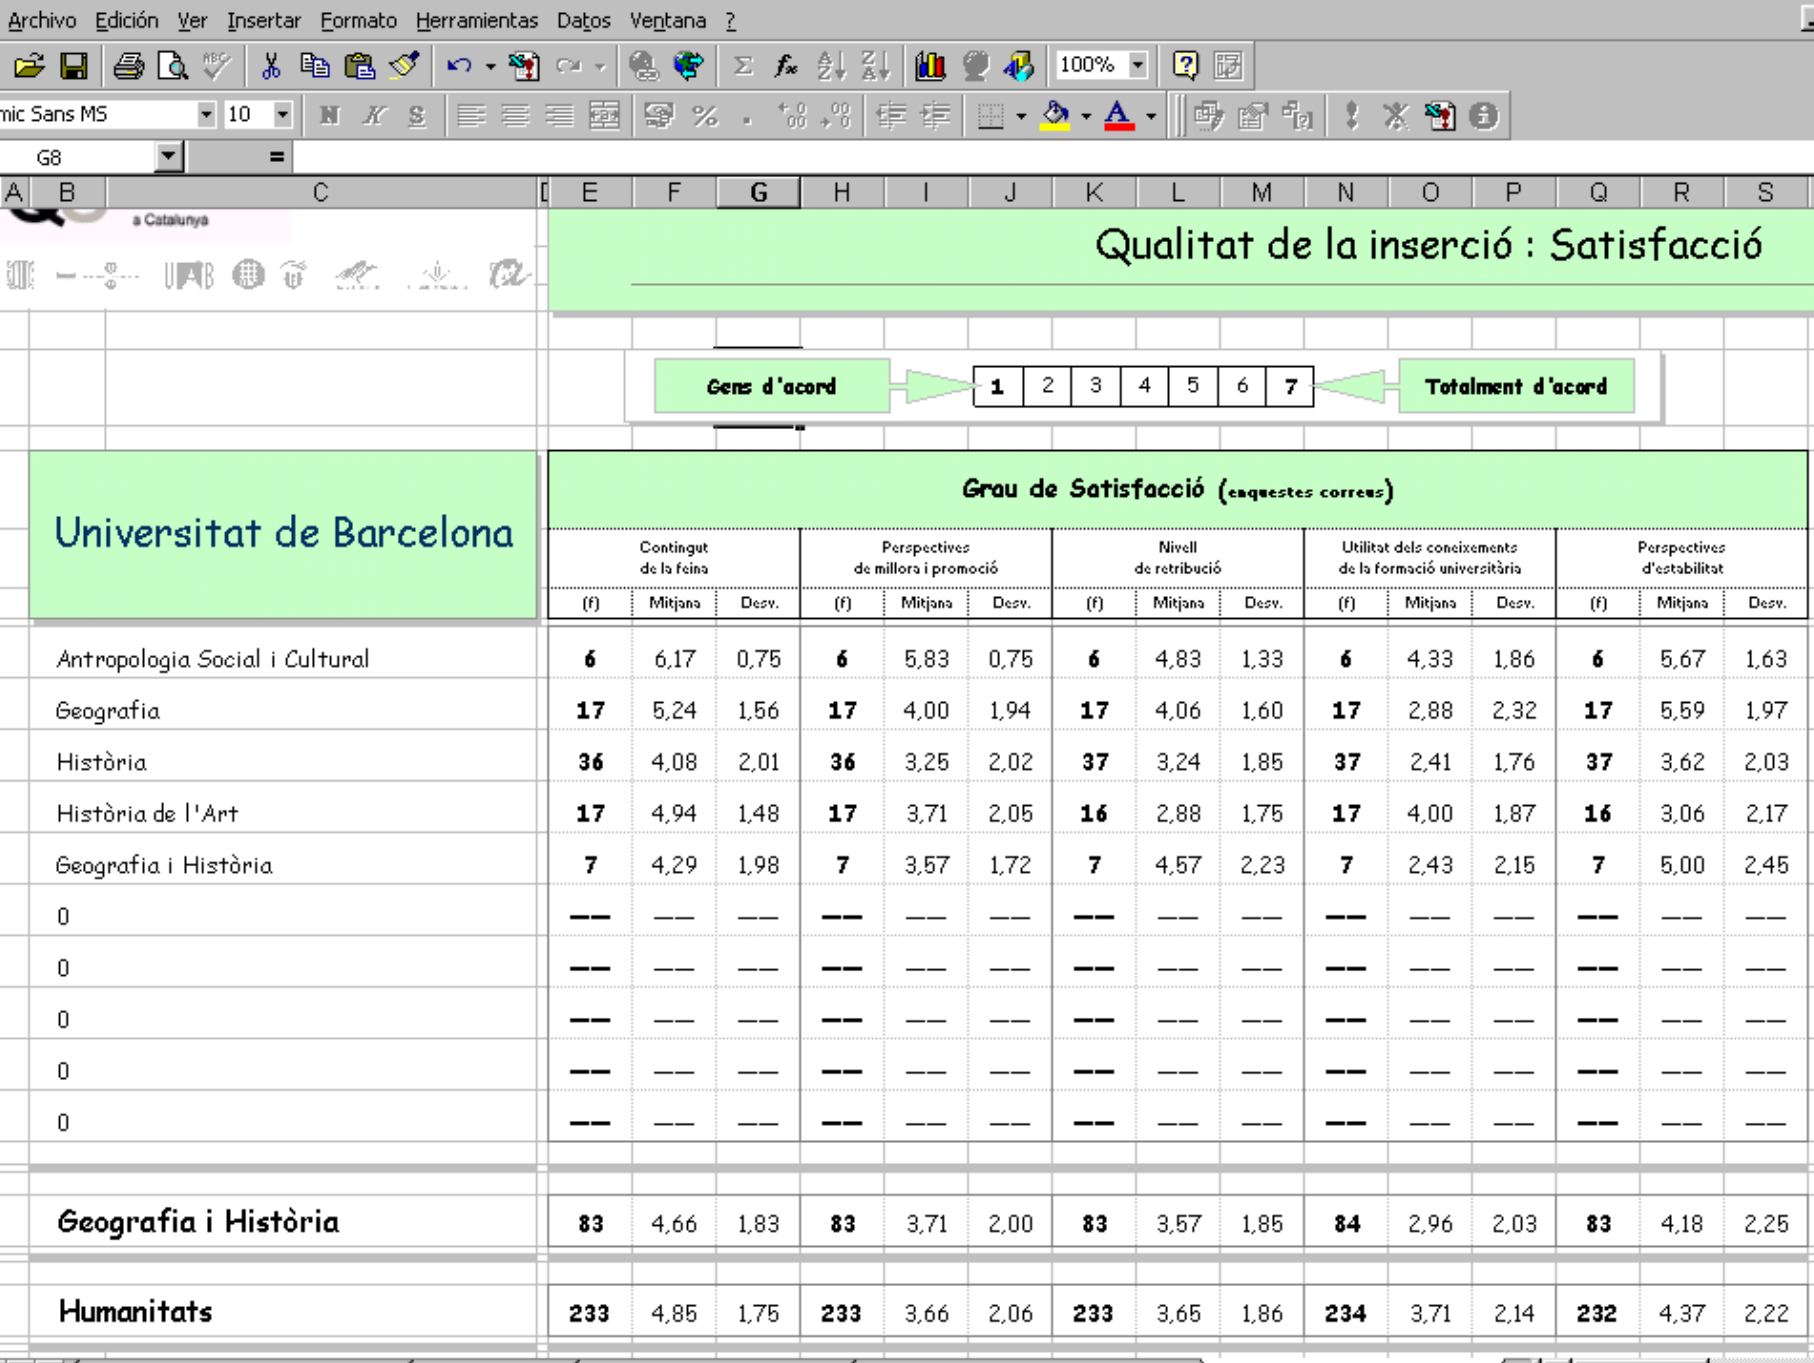 Archivo Edición Ver Insertar Formato Herramientas Datos Ventana ?
100%
mic Sans MS 10 N K S
G8 =
A B C D E F G H I J K L M N O P Q R S
a Catalunya
UAB
Qualitat de la inserció : Satisfacció
Gens d'acord 1 2 3 4 5 6 7 Totalment d'acord
Universitat de Barcelona
Grau de Satisfacció (enquestes correus)
Contingut de la feina
Perspectives de millora i promoció
Nivell de retribució
Utilitat dels coneixements de la formació universitària
Perspectives d'estabilitat
(f) Mitjana Desv. (f) Mitjana Desv. (f) Mitjana Desv. (f) Mitjana Desv. (f) Mitjana Desv.
Antropologia Social i Cultural 6 6,17 0,75 6 5,83 0,75 6 4,83 1,33 6 4,33 1,86 6 5,67 1,63
Geografia 17 5,24 1,56 17 4,00 1,94 17 4,06 1,60 17 2,88 2,32 17 5,59 1,97
Història 36 4,08 2,01 36 3,25 2,02 37 3,24 1,85 37 2,41 1,76 37 3,62 2,03
Història de l'Art 17 4,94 1,48 17 3,71 2,05 16 2,88 1,75 17 4,00 1,87 16 3,06 2,17
Geografia i Història 7 4,29 1,98 7 3,57 1,72 7 4,57 2,23 7 2,43 2,15 7 5,00 2,45
0 —— —— —— —— —— —— —— —— —— —— —— —— —— —— ——
0 —— —— —— —— —— —— —— —— —— —— —— —— —— —— ——
0 —— —— —— —— —— —— —— —— —— —— —— —— —— —— ——
0 —— —— —— —— —— —— —— —— —— —— —— —— —— —— ——
0 —— —— —— —— —— —— —— —— —— —— —— —— —— —— ——
Geografia i Història 83 4,66 1,83 83 3,71 2,00 83 3,57 1,85 84 2,96 2,03 83 4,18 2,25
Humanitats 233 4,85 1,75 233 3,66 2,06 233 3,65 1,86 234 3,71 2,14 232 4,37 2,22